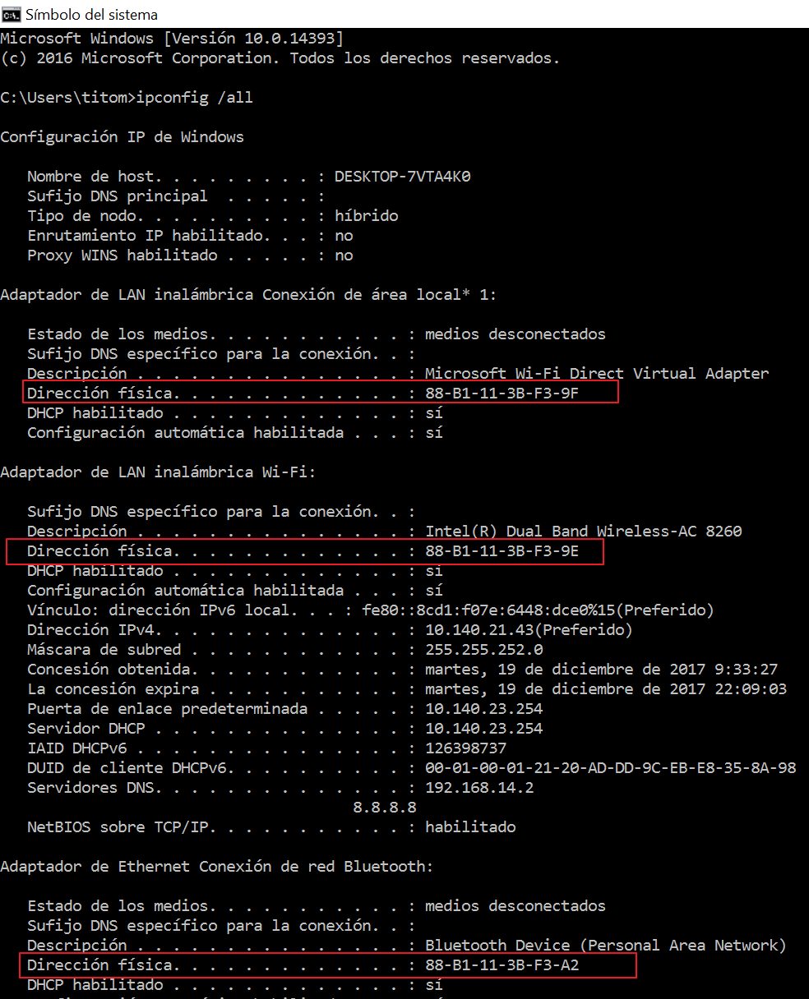 Símbolo del sistema
Microsoft Windows [Versión 10.0.14393]
(c) 2016 Microsoft Corporation. Todos los derechos reservados.
C:\Users\titom>ipconfig /all
Configuración IP de Windows
Nombre de host. . . . . . . . . : DESKTOP-7VTA4K0
Sufijo DNS principal  . . . . . :
Tipo de nodo. . . . . . . . . . : híbrido
Enrutamiento IP habilitado. . . : no
Proxy WINS habilitado . . . . . : no
Adaptador de LAN inalámbrica Conexión de área local* 1:
Estado de los medios. . . . . . . . . . . : medios desconectados
Sufijo DNS específico para la conexión. . :
Descripción . . . . . . . . . . . . . . . : Microsoft Wi-Fi Direct Virtual Adapter
Dirección física. . . . . . . . . . . . . : 88-B1-11-3B-F3-9F
DHCP habilitado . . . . . . . . . . . . . : sí
Configuración automática habilitada . . . : sí
Adaptador de LAN inalámbrica Wi-Fi:
Sufijo DNS específico para la conexión. . :
Descripción . . . . . . . . . . . . . . . : Intel(R) Dual Band Wireless-AC 8260
Dirección física. . . . . . . . . . . . . : 88-B1-11-3B-F3-9E
DHCP habilitado . . . . . . . . . . . . . : sí
Configuración automática habilitada . . . : sí
Vínculo: dirección IPv6 local. . . : fe80::8cd1:f07e:6448:dce0%15(Preferido)
Dirección IPv4. . . . . . . . . . . . . . : 10.140.21.43(Preferido)
Máscara de subred . . . . . . . . . . . . : 255.255.252.0
Concesión obtenida. . . . . . . . . . . . : martes, 19 de diciembre de 2017 9:33:27
La concesión expira . . . . . . . . . . . : martes, 19 de diciembre de 2017 22:09:03
Puerta de enlace predeterminada . . . . . : 10.140.23.254
Servidor DHCP . . . . . . . . . . . . . . : 10.140.23.254
IAID DHCPv6 . . . . . . . . . . . . . . . : 126398737
DUID de cliente DHCPv6. . . . . . . . . . : 00-01-00-01-21-20-AD-DD-9C-EB-E8-35-8A-98
Servidores DNS. . . . . . . . . . . . . . : 192.168.14.2
8.8.8.8
NetBIOS sobre TCP/IP. . . . . . . . . . . : habilitado
Adaptador de Ethernet Conexión de red Bluetooth:
Estado de los medios. . . . . . . . . . . : medios desconectados
Sufijo DNS específico para la conexión. . :
Descripción . . . . . . . . . . . . . . . : Bluetooth Device (Personal Area Network)
Dirección física. . . . . . . . . . . . . : 88-B1-11-3B-F3-A2
DHCP habilitado . . . . . . . . . . . . . : sí